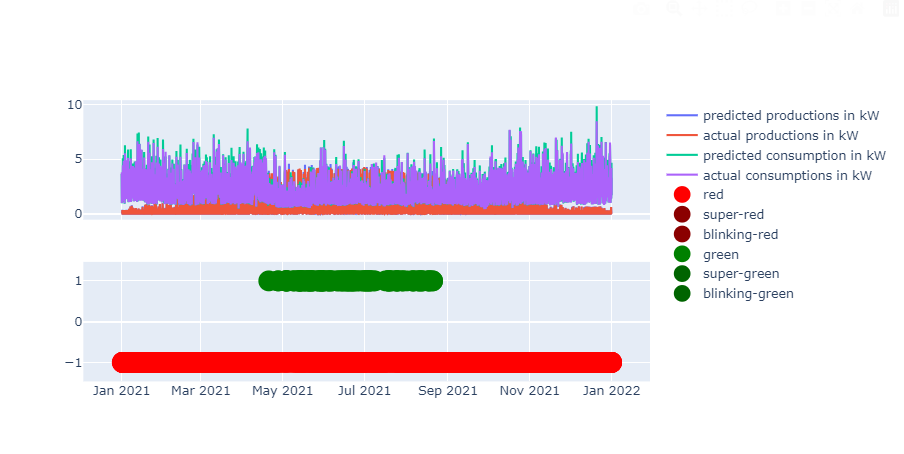 10
5
0
predicted productions in kW
actual productions in kW
predicted consumption in kW
actual consumptions in kW
red
super-red
blinking-red
green
super-green
blinking-green
1
0
−1
Jan 2021 Mar 2021 May 2021 Jul 2021 Sep 2021 Nov 2021 Jan 2022